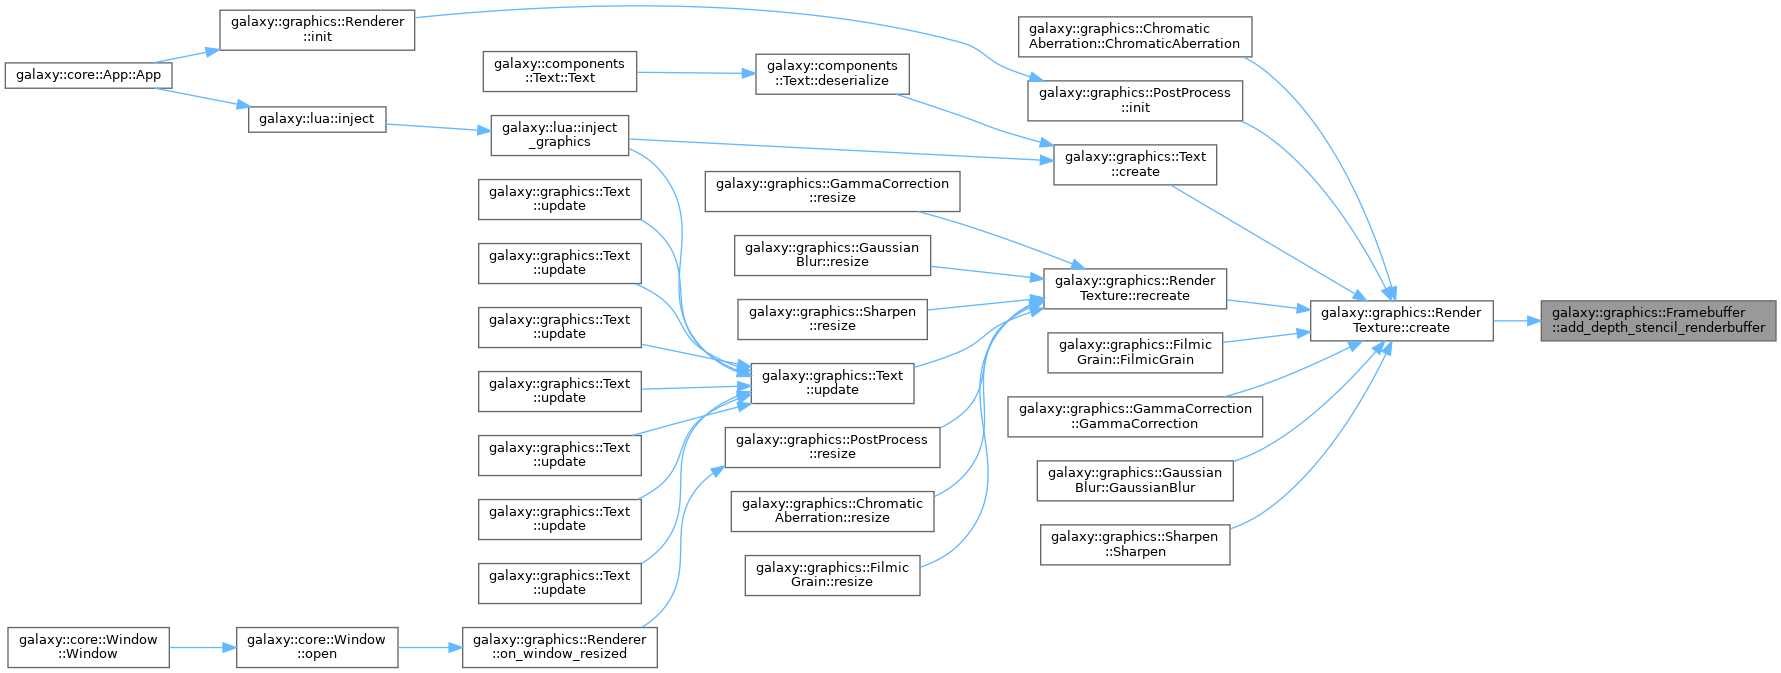 galaxy::graphics::Renderer
::init
galaxy::core::App::App
galaxy::lua::inject
galaxy::components
::Text::Text
galaxy::lua::inject
_graphics
galaxy::graphics::Text
::update
galaxy::graphics::Text
::update
galaxy::graphics::Text
::update
galaxy::graphics::Text
::update
galaxy::graphics::Text
::update
galaxy::graphics::Text
::update
galaxy::graphics::Text
::update
galaxy::core::Window
::Window
galaxy::core::Window
::open
galaxy::graphics::Renderer
::on_window_resized
galaxy::components
::Text::deserialize
galaxy::graphics::GammaCorrection
::resize
galaxy::graphics::Gaussian
Blur::resize
galaxy::graphics::Sharpen
::resize
galaxy::graphics::Text
::update
galaxy::graphics::PostProcess
::resize
galaxy::graphics::Chromatic
Aberration::resize
galaxy::graphics::Filmic
Grain::resize
galaxy::graphics::Chromatic
Aberration::ChromaticAberration
galaxy::graphics::PostProcess
::init
galaxy::graphics::Text
::create
galaxy::graphics::Render
Texture::recreate
galaxy::graphics::Filmic
Grain::FilmicGrain
galaxy::graphics::GammaCorrection
::GammaCorrection
galaxy::graphics::Gaussian
Blur::GaussianBlur
galaxy::graphics::Sharpen
::Sharpen
galaxy::graphics::Render
Texture::create
galaxy::graphics::Framebuffer
::add_depth_stencil_renderbuffer